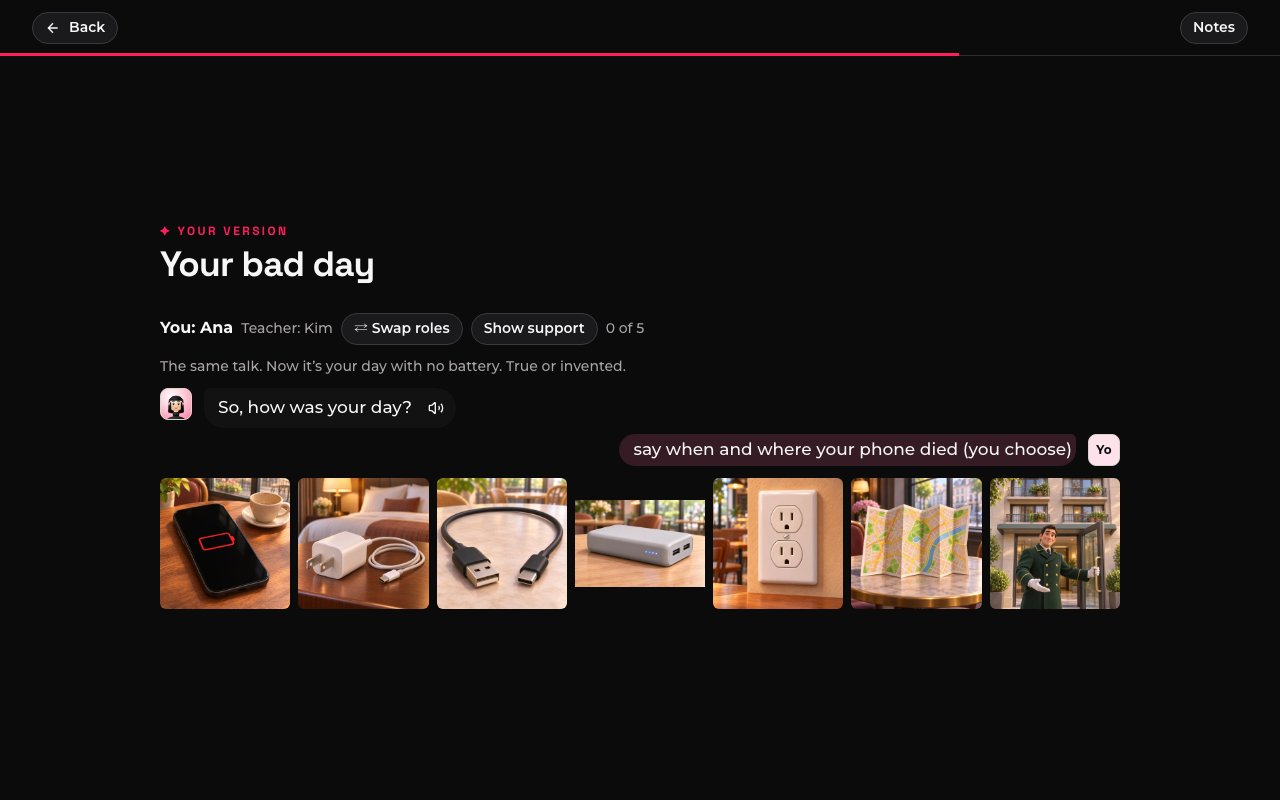 Back
Notes
YOUR VERSION
Your bad day
You: Ana Teacher: Kim Swap roles Show support 0 of 5
The same talk. Now it's your day with no battery. True or invented.
So, how was your day?
say when and where your phone died (you choose) Yo